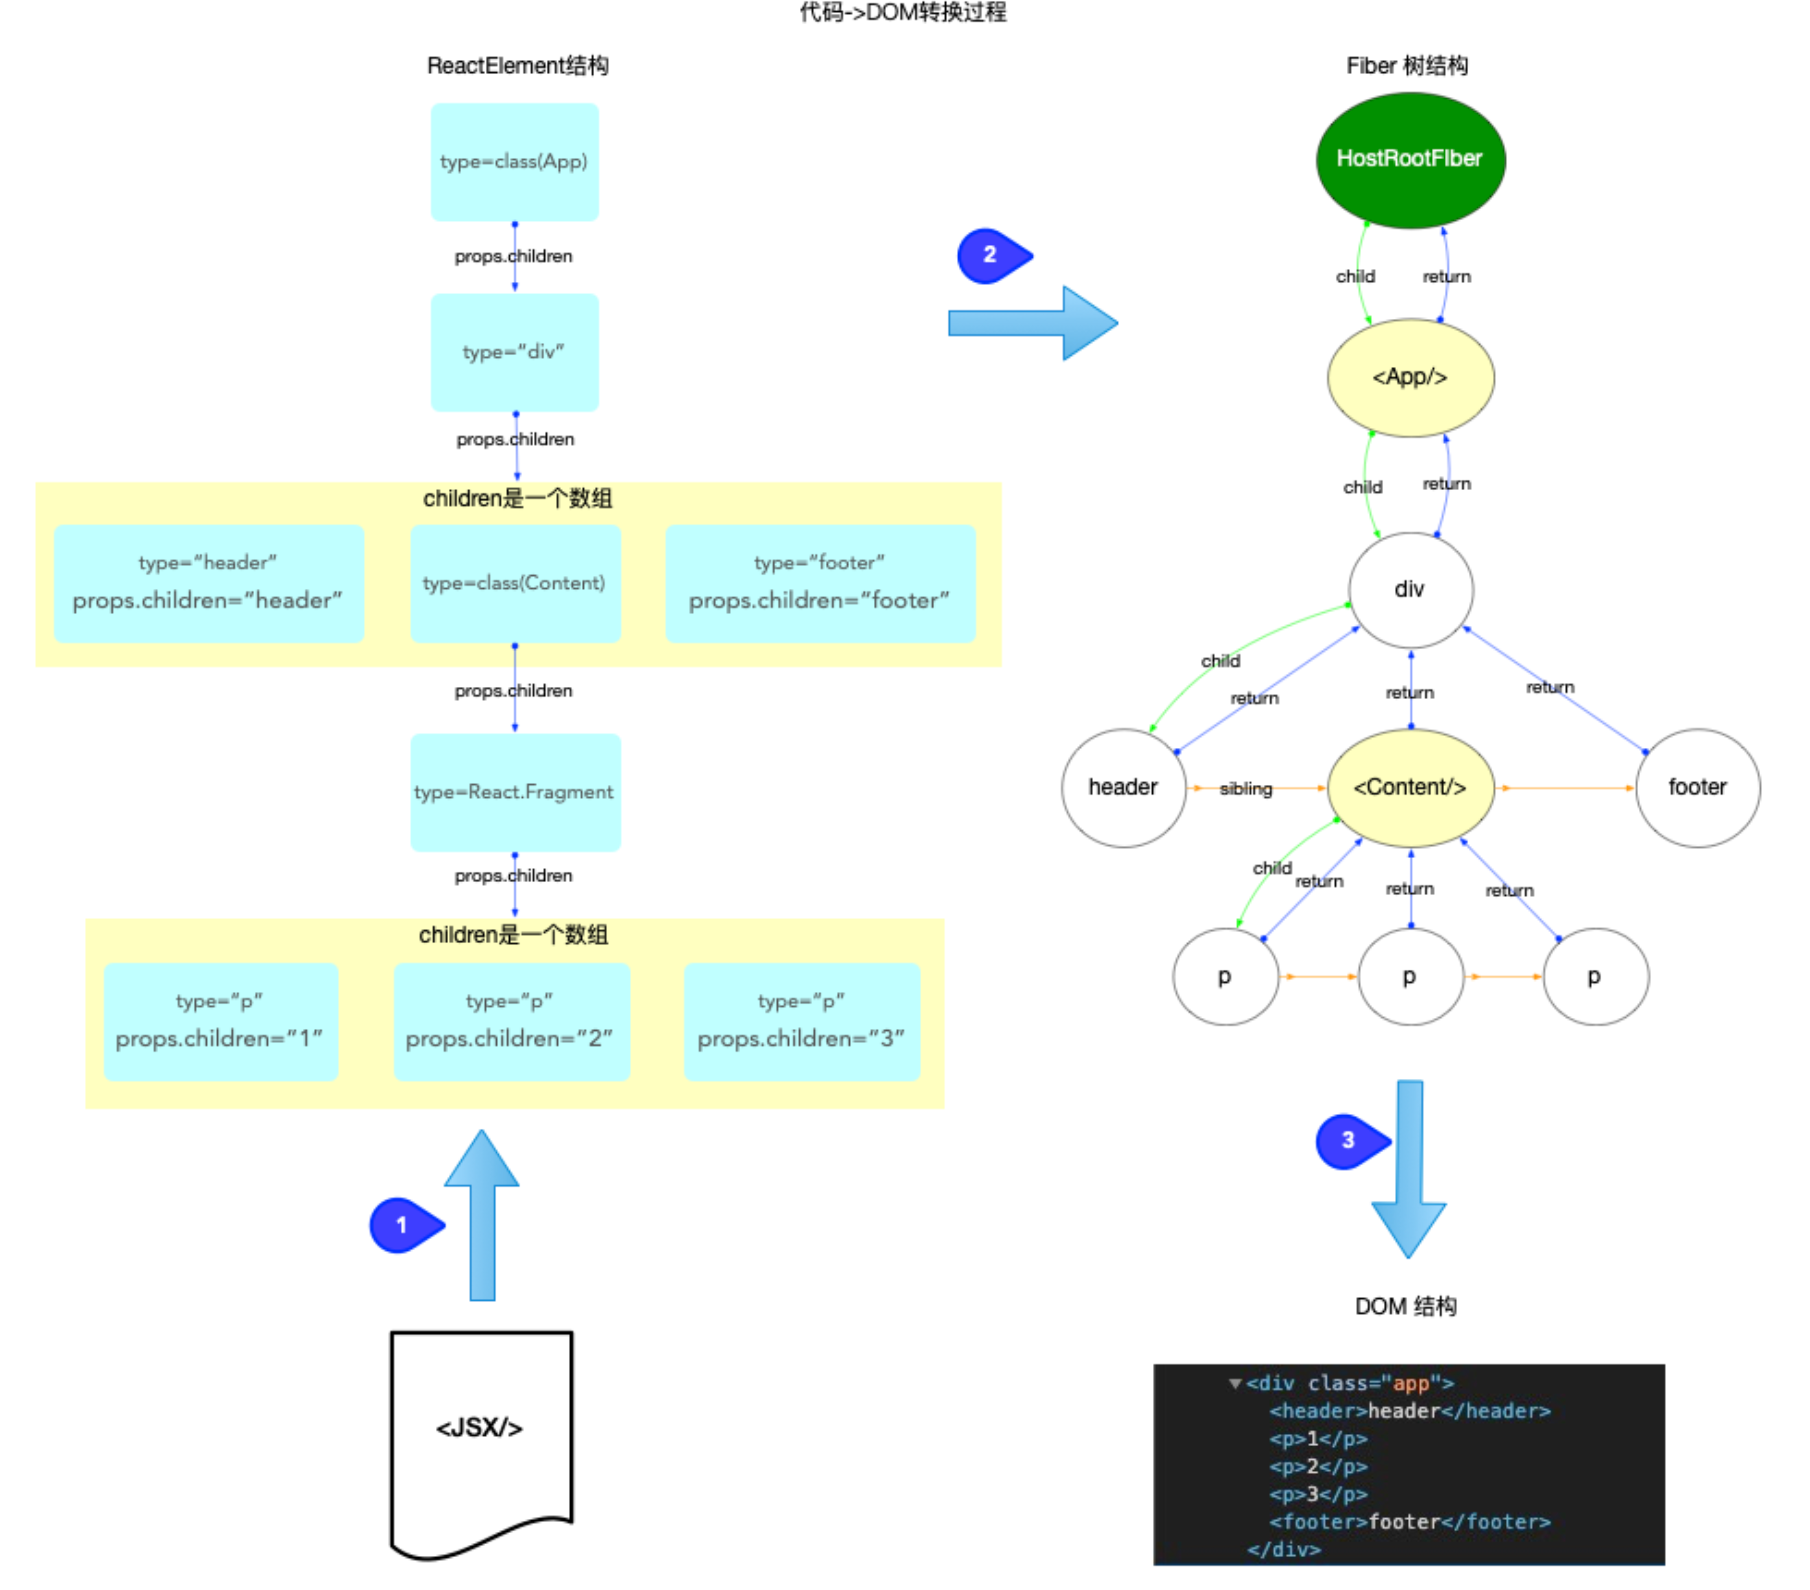 代码->DOM转换过程
ReactElement结构
type=class(App)
props.children
type="div"
props.children
children是一个数组
type="header"
props.children="header"
type=class(Content)
type="footer"
props.children="footer"
props.children
type=React.Fragment
props.children
children是一个数组
type="p"
props.children="1"
type="p"
props.children="2"
type="p"
props.children="3"
1
<JSX/>
2
Fiber 树结构
HostRootFIber
child
return
<App/>
child
return
div
child
return
return
return
header
sibling
<Content/>
footer
child
return
return
return
p
p
p
3
DOM 结构
▼<div class="app">
<header>header</header>
<p>1</p>
<p>2</p>
<p>3</p>
<footer>footer</footer>
</div>